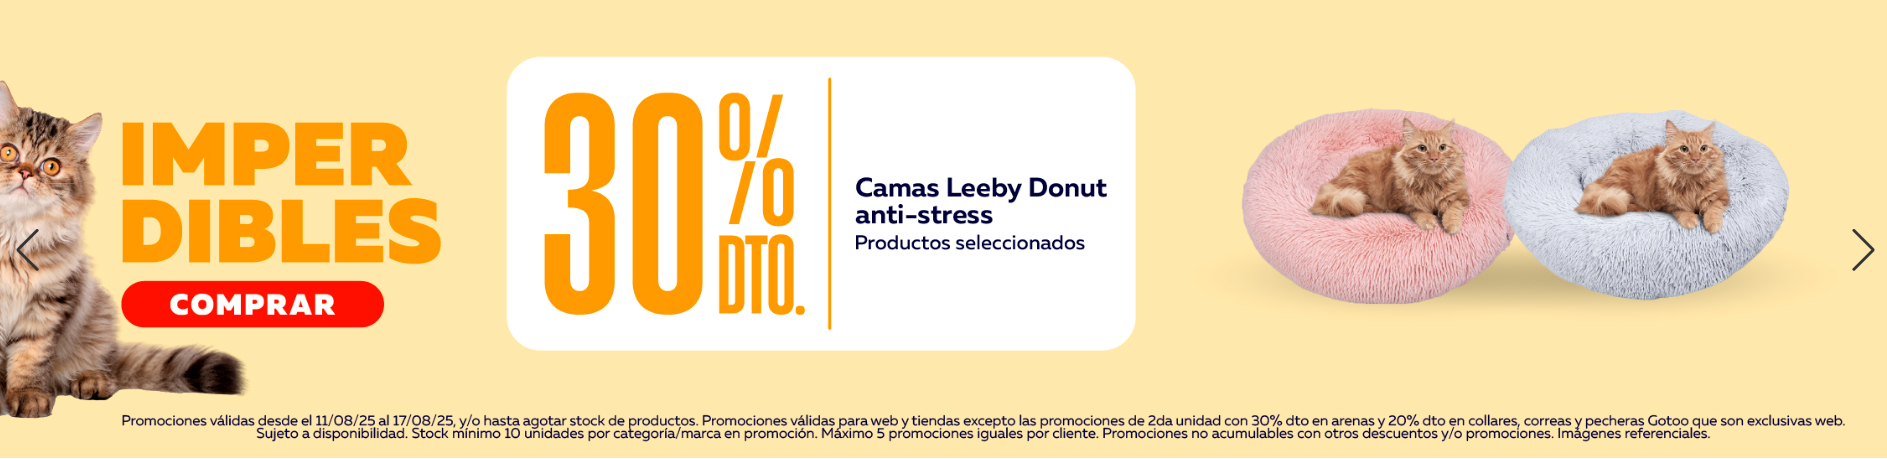 IMPER
DIBLES
COMPRAR
30%
DTO.
Camas Leeby Donut
anti-stress
Productos seleccionados
Promociones válidas desde el 11/08/25 al 17/08/25, y/o hasta agotar stock de productos. Promociones válidas para web y tiendas excepto las promociones de 2da unidad con 30% dto en arenas y 20% dto en collares, correas y pecheras Gotoo que son exclusivas web.
Sujeto a disponibilidad. Stock mínimo 10 unidades por categoría/marca en promoción. Máximo 5 promociones iguales por cliente. Promociones no acumulables con otros descuentos y/o promociones. Imágenes referenciales.